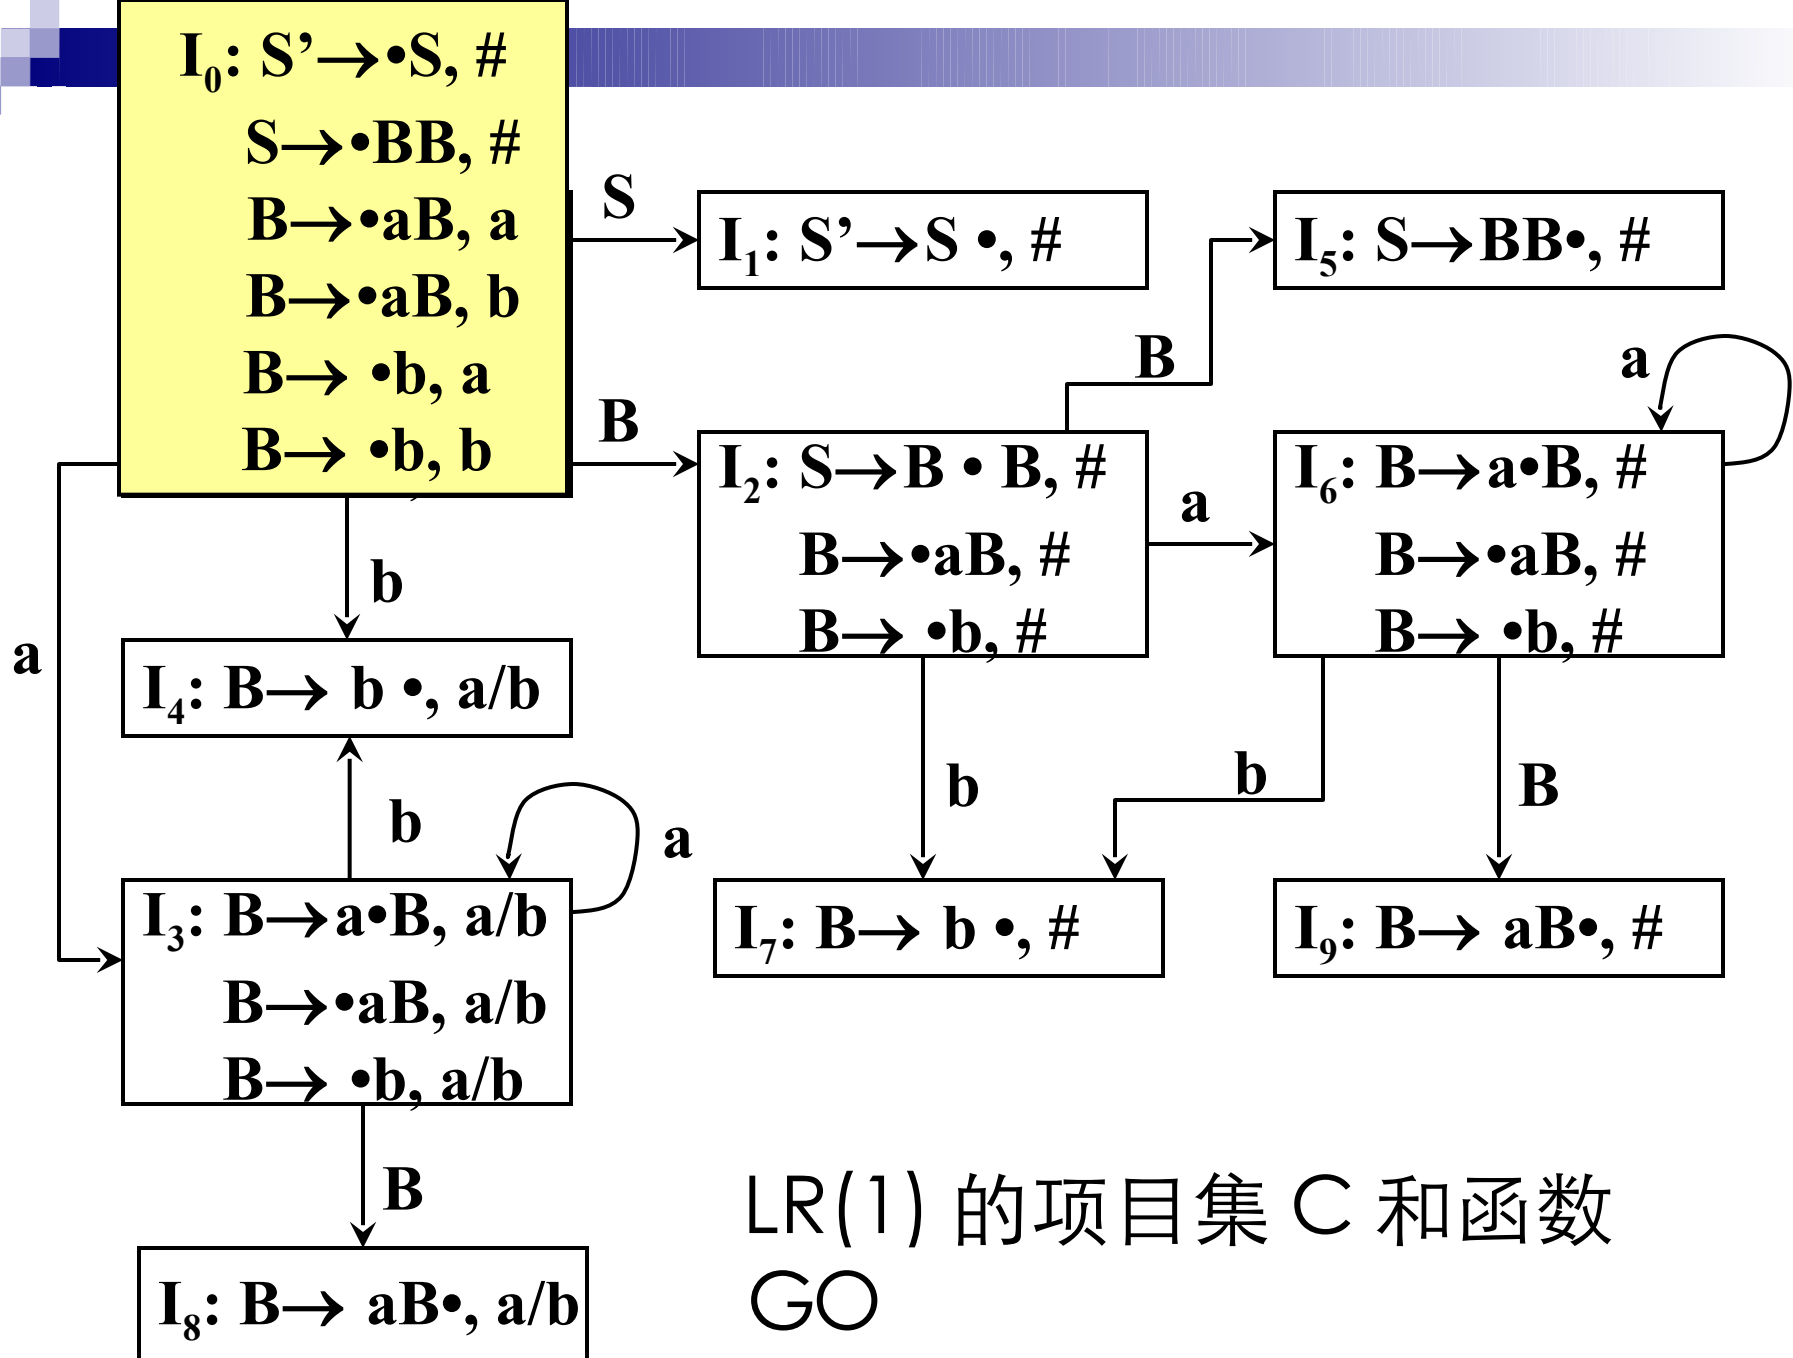 I₀: S’→•S, #
S→•BB, #
B→•aB, a
B→•aB, b
B→ •b, a
B→ •b, b
S
I₁: S’→S •, #
I₅: S→BB•, #
B
B
a
I₂: S→B • B, #
B→•aB, #
B→ •b, #
a
I₆: B→a•B, #
B→•aB, #
B→ •b, #
b
a
I₄: B→ b •, a/b
b
a
b
b
B
I₃: B→a•B, a/b
B→•aB, a/b
B→ •b, a/b
I₇: B→ b •, #
I₉: B→ aB•, #
B
I₈: B→ aB•, a/b
LR(1) 的项目集 C 和函数
GO